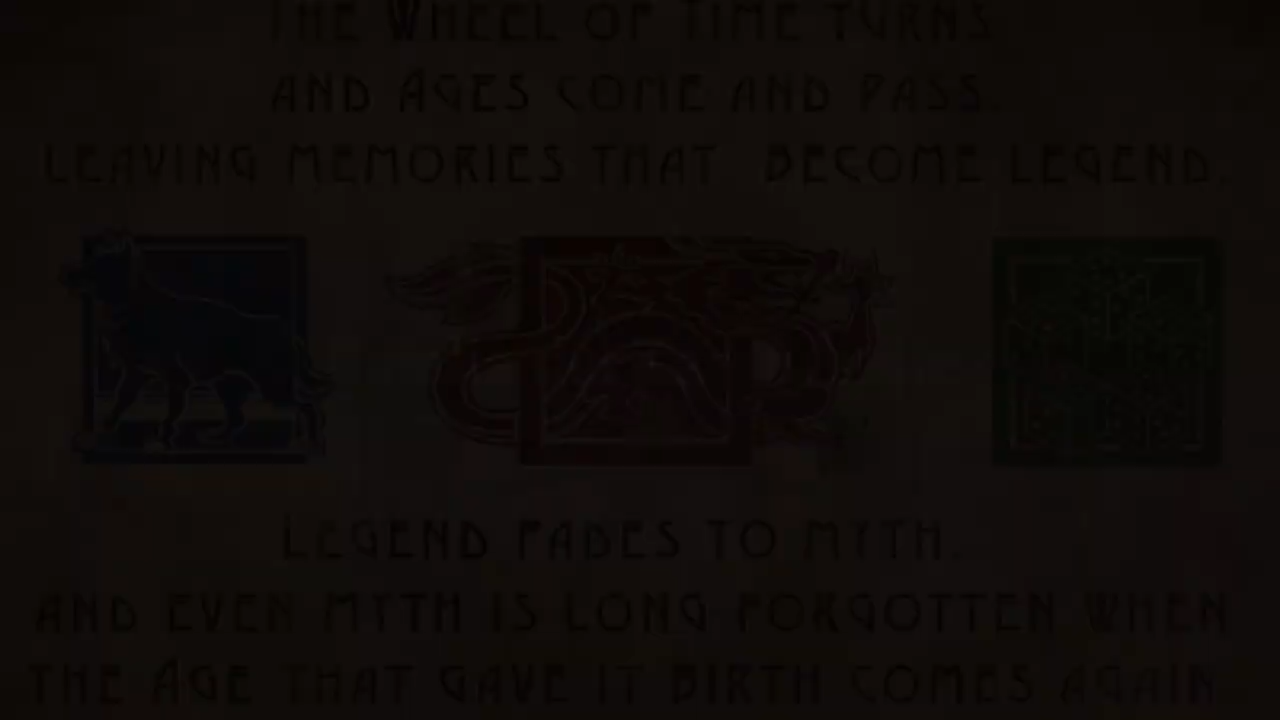 The Wheel of Time turns
and Ages come and pass.
leaving memories that become legend.
Legend fades to myth.
and even myth is long forgotten when
the Age that gave it birth comes again